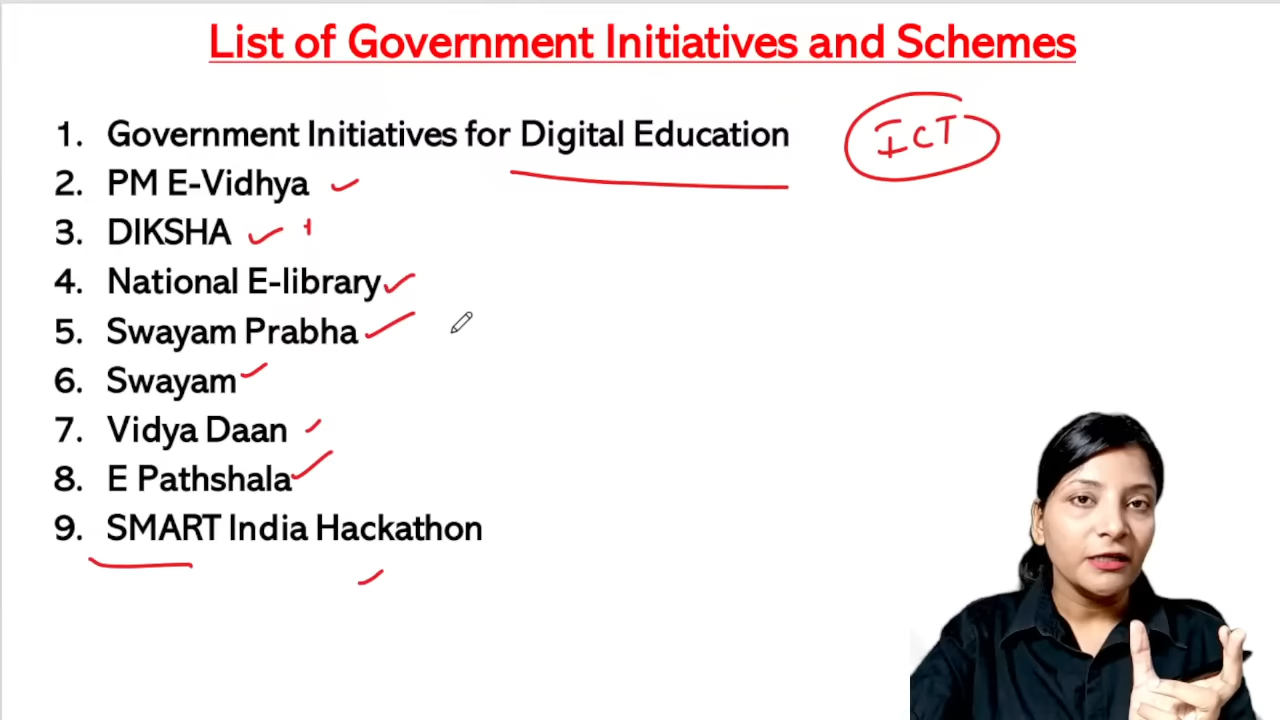 List of Government Initiatives and Schemes
1. Government Initiatives for Digital Education ICT
2. PM E-Vidhya
3. DIKSHA
4. National E-library
5. Swayam Prabha
6. Swayam
7. Vidya Daan
8. E Pathshala
9. SMART India Hackathon